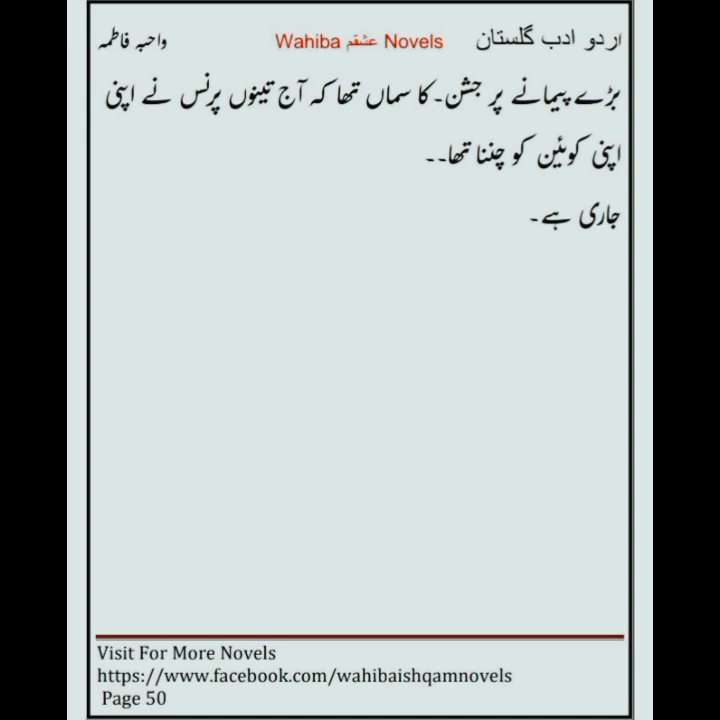 اردو ادب گلستان Wahiba عشقم Novels واحبہ فاطمہ
بڑے پیمانے پر جشن۔کا سماں تھا کہ آج تینوں پرنس نے اپنی
اپنی کوئین کو چننا تھا۔۔
جاری ہے۔
Visit For More Novels
https://www.facebook.com/wahibaishqamnovels
Page 50